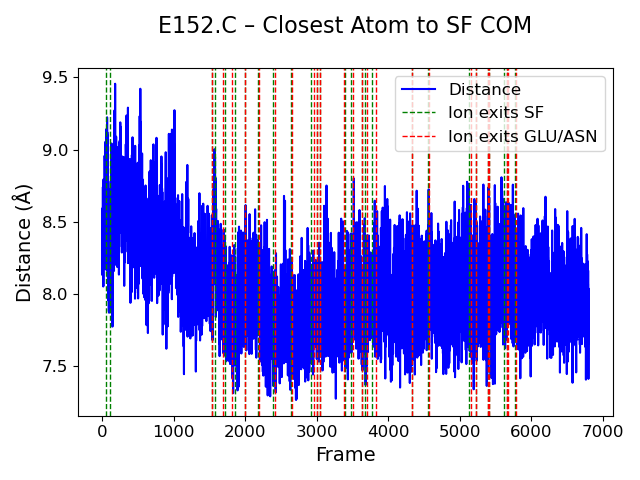 E152.C – Closest Atom to SF COM
9.5
9.0
8.5
8.0
7.5
Distance (Å)
Distance
Ion exits SF
Ion exits GLU/ASN
0
1000
2000
3000
4000
5000
6000
7000
Frame